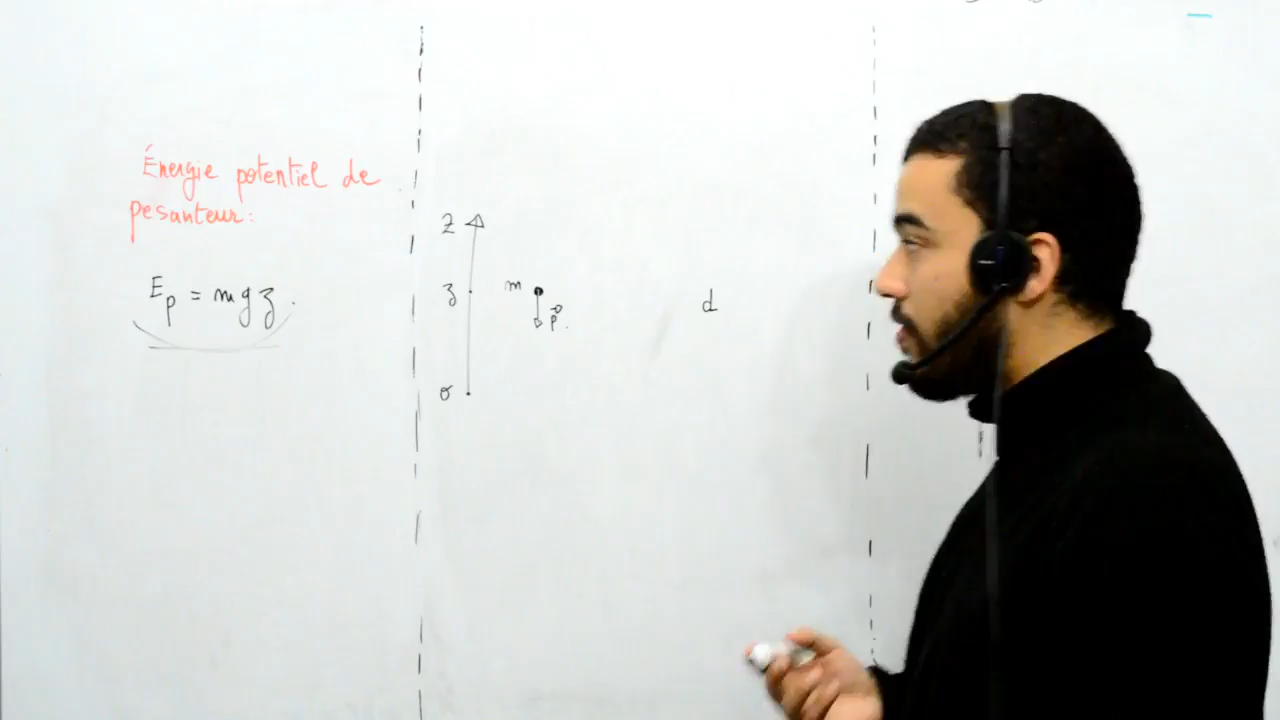 Énergie potentiel de
pesanteur:
Ep = mgz.
z
z
m
P.
d
O